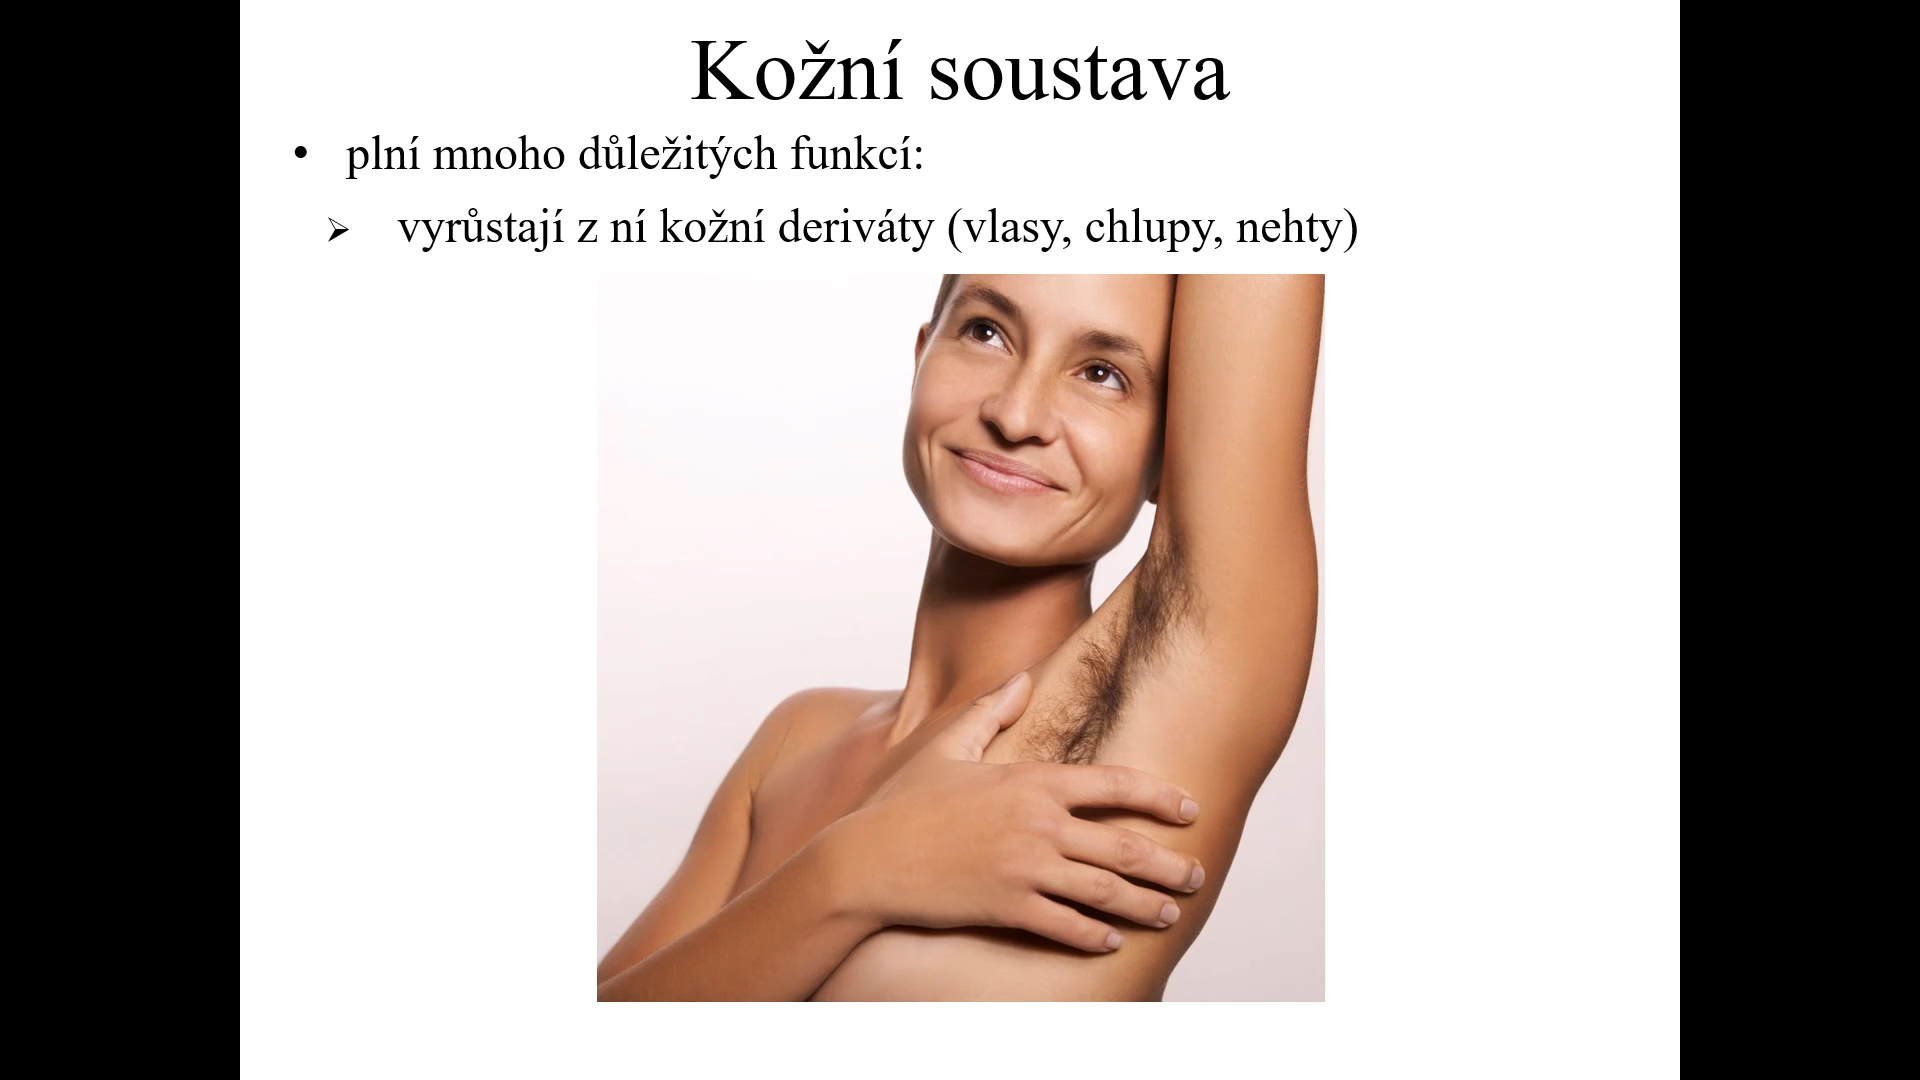 Kožní soustava
• plní mnoho důležitých funkcí:
➢ vyrůstají z ní kožní deriváty (vlasy, chlupy, nehty)